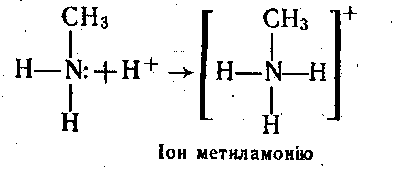 CH₃ CH₃ +
H—N: + H⁺ → [H—N—H]
H H
Іон метиламонію